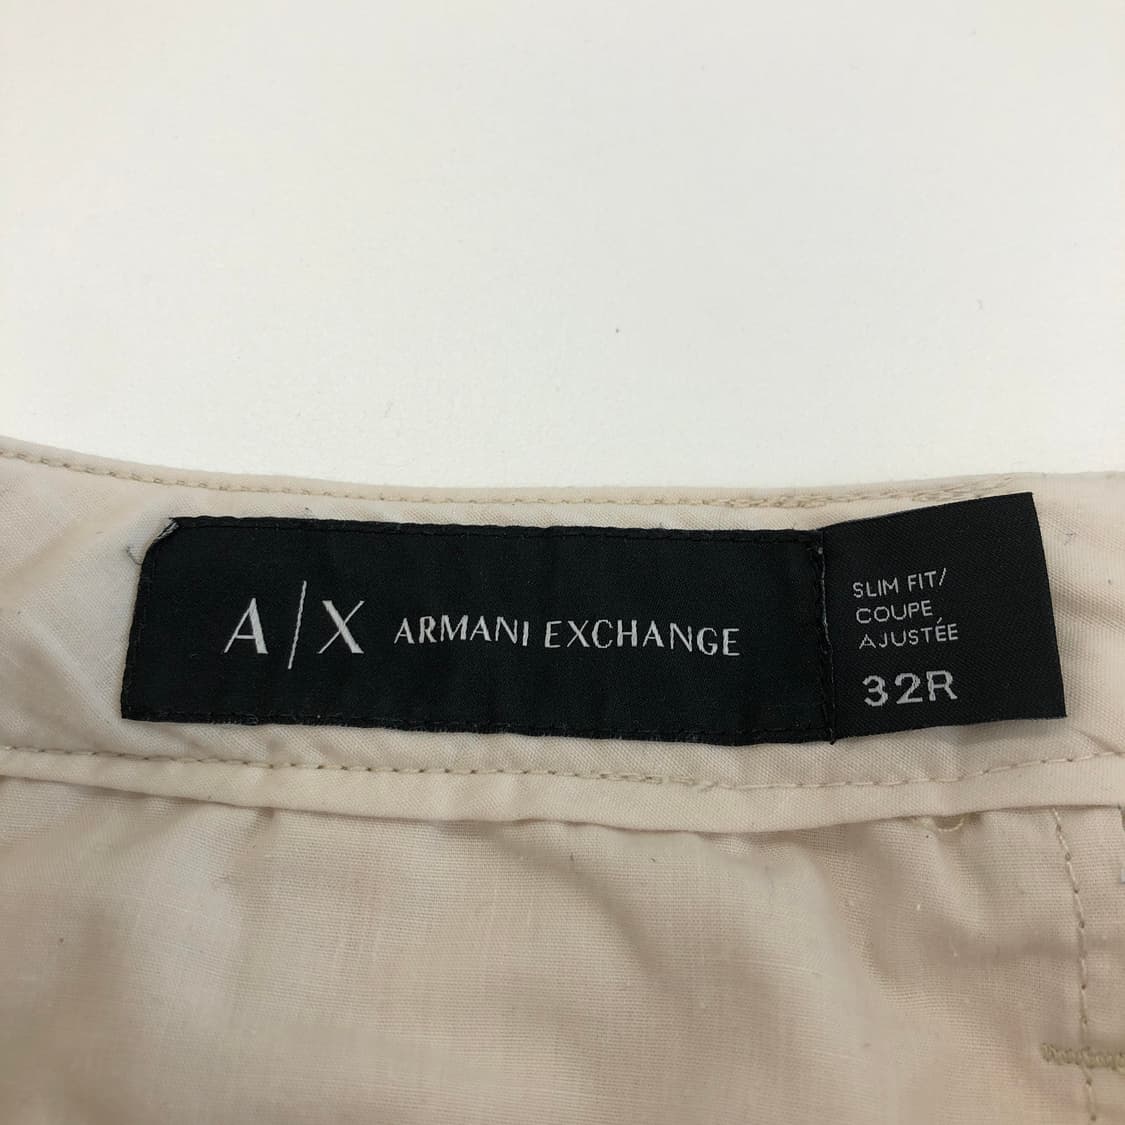 A/X ARMANI EXCHANGE
SLIM FIT/
COUPE
AJUSTÉE
32R